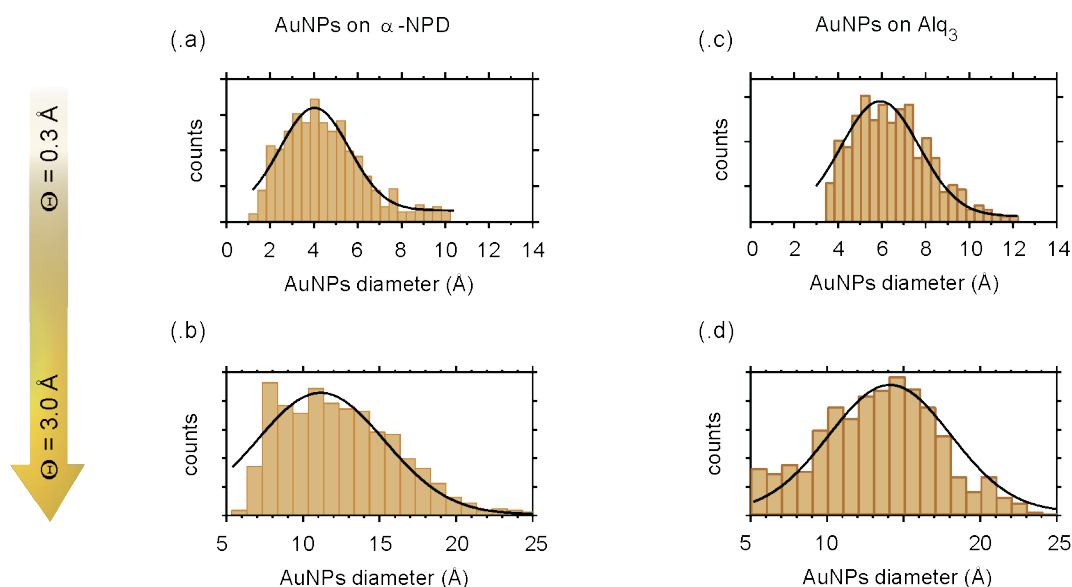 AuNPs on α-NPD
AuNPs on Alq3
(.a)
(.c)
Θ = 0.3 Å
counts
0 2 4 6 8 10 12 14
AuNPs diameter (Å)
counts
0 2 4 6 8 10 12 14
AuNPs diameter (Å)
(.b)
(.d)
Θ = 3.0 Å
counts
5 10 15 20 25
AuNPs diameter (Å)
counts
5 10 20 25
AuNPs diameter (Å)